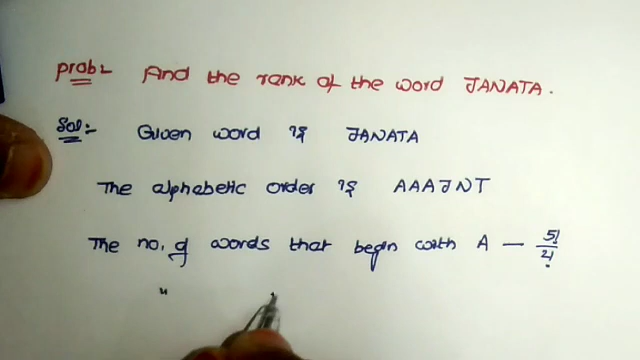 prob:- And the rank of the word JANATA.
Sol:- Given word is JANATA
The alphabetic order is AAAJNT
The no. of words that begin with A — 5!/2!
"